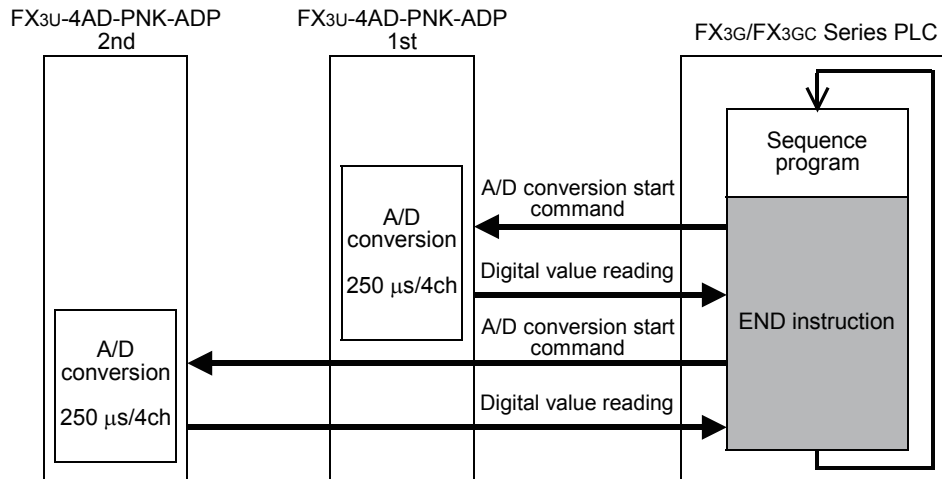 FX3U-4AD-PNK-ADP
2nd
FX3U-4AD-PNK-ADP
1st
FX3G/FX3GC Series PLC
Sequence
program
A/D conversion start
command
A/D
conversion
250 μs/4ch
Digital value reading
END instruction
A/D conversion start
command
A/D
conversion
250 μs/4ch
Digital value reading